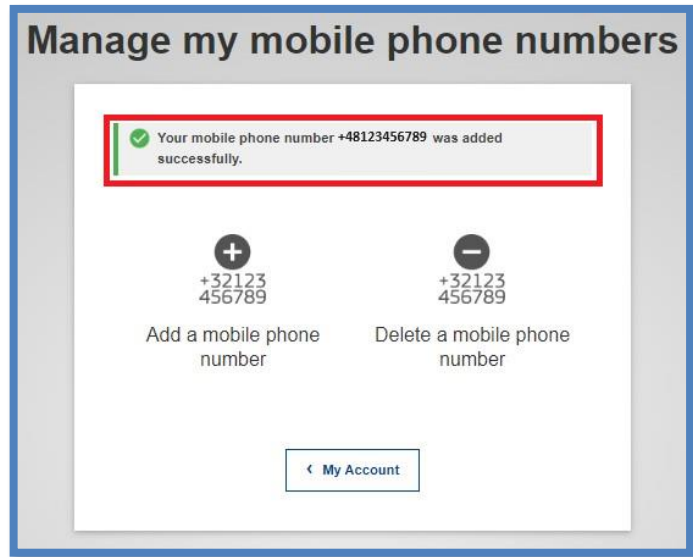 Manage my mobile phone numbers
Your mobile phone number +48123456789 was added
successfully.
+32123
456789
Add a mobile phone
number
+32123
456789
Delete a mobile phone
number
‹ My Account